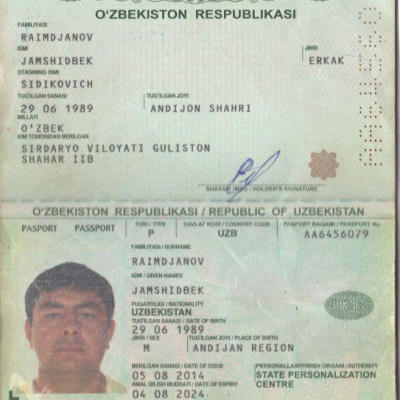 O'ZBEKISTON RESPUBLIKASI
FAMILIYASI
RAIMDJANOV
ISMI
JAMSHIDBEK
JINSI
ERKAK
OTASINING ISMI
SIDIKOVICH
TUG'ILGAN SANASI
TUG'ILGAN JOYI
29 06 1989
ANDIJON SHAHRI
MILLATI
O'ZBEK
KIM TOMONIDAN BERILGAN
SIRDARYO VILOYATI GULISTON
SHAHAR IIB
SHAXSIY IMZO / HOLDER'S SIGNATURE
O'ZBEKISTON RESPUBLIKASI / REPUBLIC OF UZBEKISTAN
PASPORT PASSPORT
TURI / TYPE
P
DAVLAT KODI / COUNTRY CODE
UZB
PASPORT RAQAMI / PASSPORT No.
AA6456079
FAMILIYASI / SURNAME
RAIMDJANOV
ISMI / GIVEN NAMES
JAMSHIDBEK
FUQAROLIGI / NATIONALITY
UZBEKISTAN
TUG'ILGAN SANASI / DATE OF BIRTH
29 06 1989
JINSI / SEX
TUG'ILGAN JOYI / PLACE OF BIRTH
M
ANDIJAN REGION
BERILGAN SANASI / DATE OF ISSUE
05 08 2014
PERSONALLASHTIRISH ORGANI / AUTHORITY
STATE PERSONALIZATION
CENTRE
AMAL QILISH MUDDATI / DATE OF EXPIRY
04 08 2024